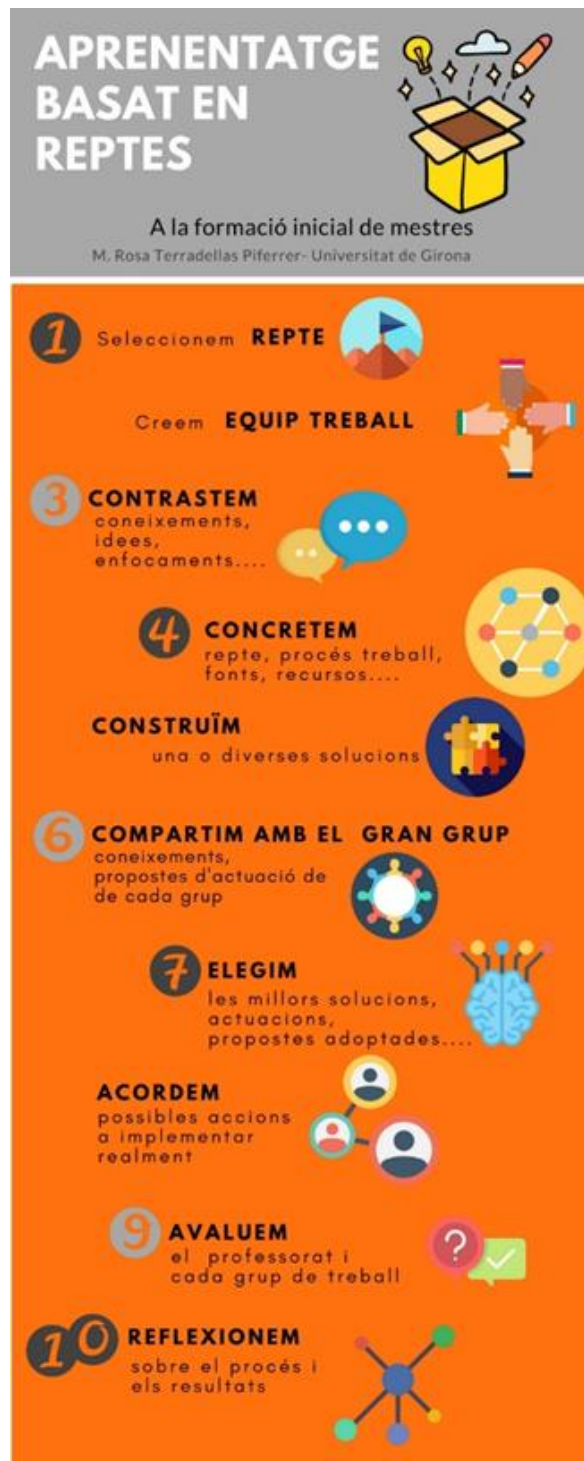 APRENENTATGE
BASAT EN
REPTES
A la formació inicial de mestres
M. Rosa Terradellas Piferrer- Universitat de Girona
1 Seleccionem REPTE
Creem EQUIP TREBALL
3 CONTRASTEM
coneixements,
idees,
enfocaments....
4 CONCRETEM
repte, procés treball,
fonts, recursos....
CONSTRUÏM
una o diverses solucions
6 COMPARTIM AMB EL GRAN GRUP
coneixements,
propostes d'actuació de
de cada grup
7 ELEGIM
les millors solucions,
actuacions,
propostes adoptades....
ACORDEM
possibles accions
a implementar
realment
9 AVALUEM
el professorat i
cada grup de treball
10 REFLEXIONEM
sobre el procés i
els resultats